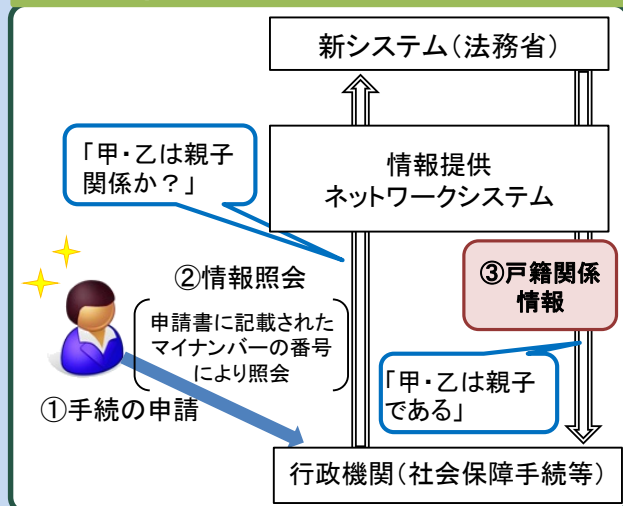 新システム(法務省)
「甲・乙は親子
関係か?」
情報提供
ネットワークシステム
②情報照会
申請書に記載された
マイナンバーの番号
により照会
③戸籍関係
情報
①手続の申請
「甲・乙は親子
である」
行政機関(社会保障手続等)